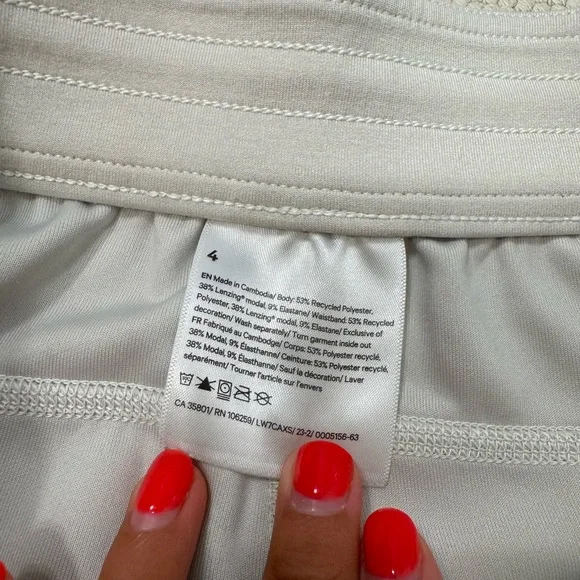 4
EN Made in Cambodia/ Body: 53% Recycled Polyester,
38% Lenzing® modal, 9% Elastane/ Waistband: 53% Recycled
Polyester, 38% Lenzing® modal, 9% Elastane/ Exclusive of
decoration/ Wash separately/ Turn garment inside out
FR Fabriqué au Cambodge/ Corps: 53% Polyester recyclé,
38% Modal, 9% Élasthanne/ Ceinture: 53% Polyester recyclé,
38% Modal, 9% Élasthanne/ Sauf la décoration/ Laver
séparément/ Tourner l'article sur l'envers
CA 35801/ RN 106259/ LW7CAXS/ 23-2/ 0005156-63